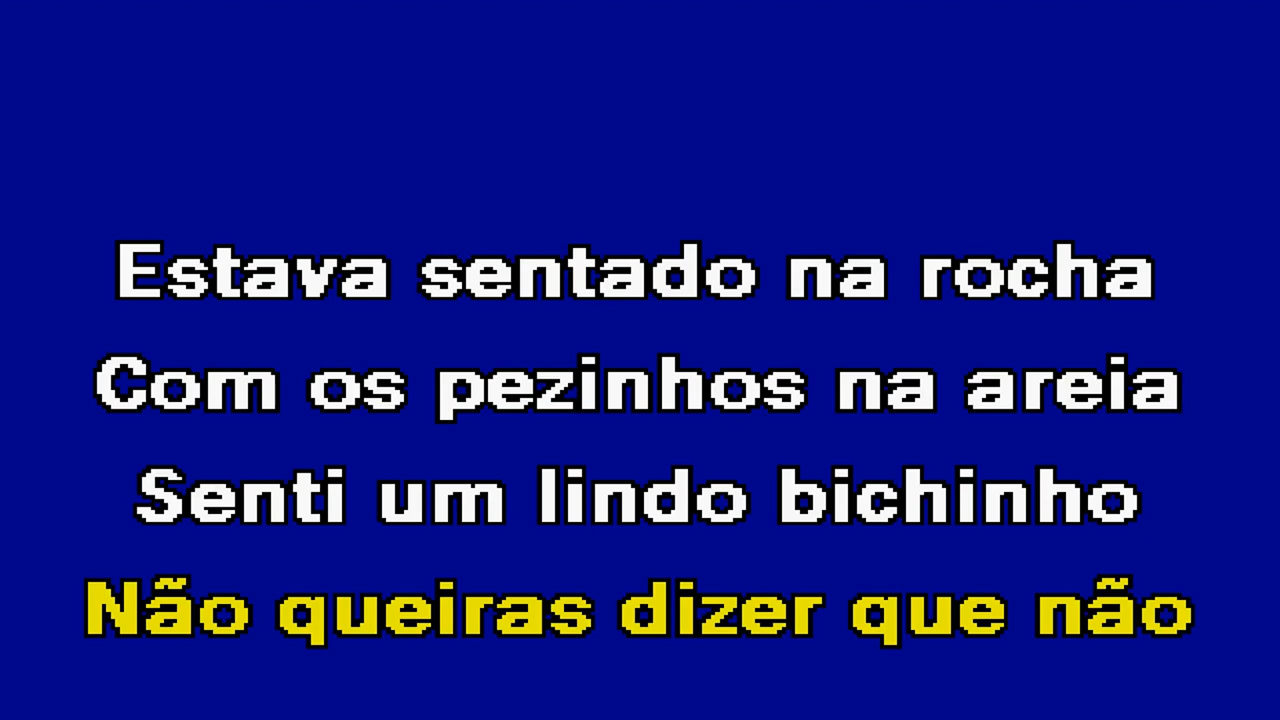 Estava sentado na rocha
Com os pezinhos na areia
Senti um lindo bichinho
Não queiras dizer que não